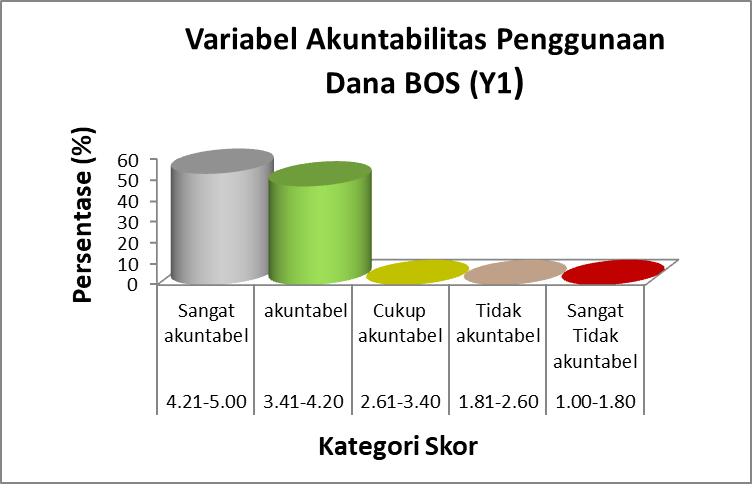 Variabel Akuntabilitas Penggunaan
Dana BOS (Y1)
Persentase (%)
60
50
40
30
20
10
0
Sangat akuntabel
akuntabel
Cukup akuntabel
Tidak akuntabel
Sangat Tidak akuntabel
4.21-5.00
3.41-4.20
2.61-3.40
1.81-2.60
1.00-1.80
Kategori Skor